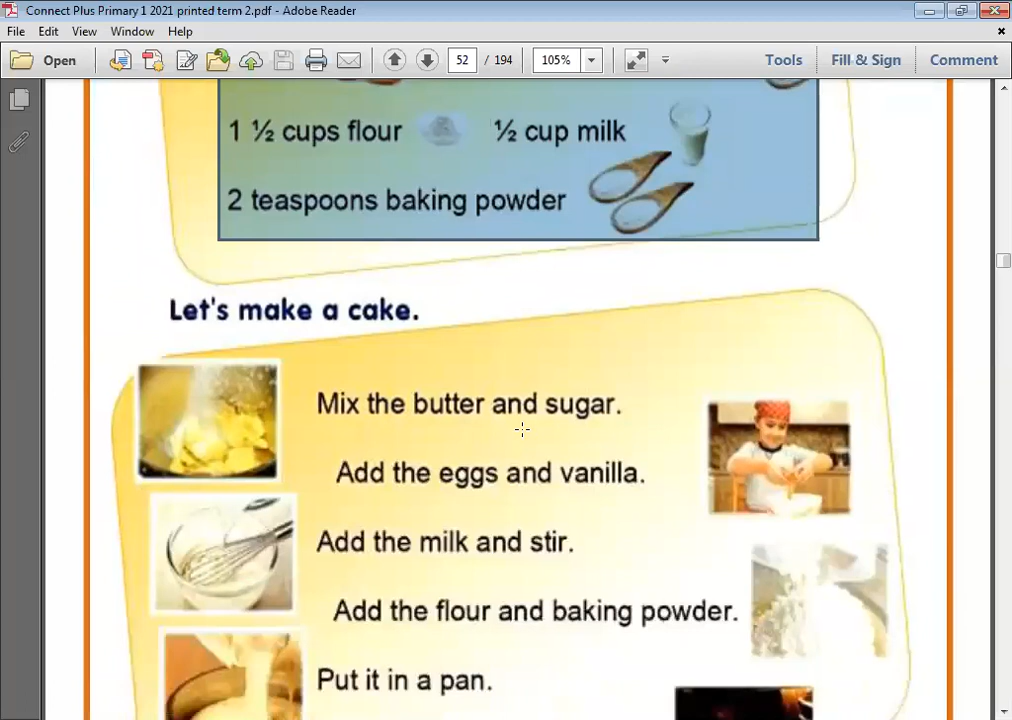 Connect Plus Primary 1 2021 printed term 2.pdf - Adobe Reader
File Edit View Window Help
Open 52 / 194 105% Tools Fill & Sign Comment
1 ½ cups flour ½ cup milk
2 teaspoons baking powder
Let's make a cake.
Mix the butter and sugar.
Add the eggs and vanilla.
Add the milk and stir.
Add the flour and baking powder.
Put it in a pan.